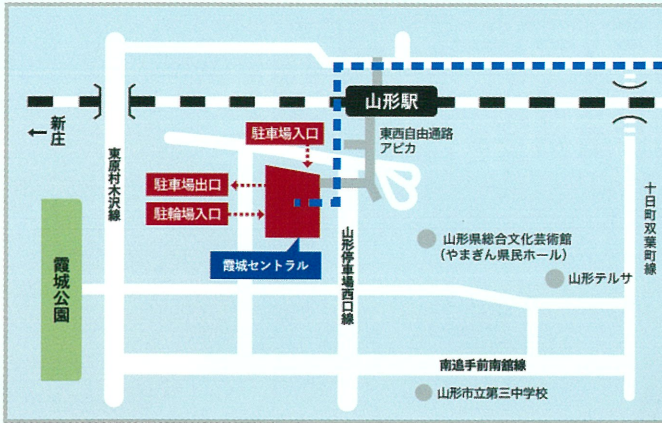 山形駅
新庄
東西自由通路
アピカ
駐車場入口
東原村木沢線
駐車場出口
駐輪場入口
十日町双葉町線
霞城公園
霞城セントラル
山形停車場西口線
山形県総合文化芸術館
(やまぎん県民ホール)
山形テルサ
南追手前南館線
山形市立第三中学校